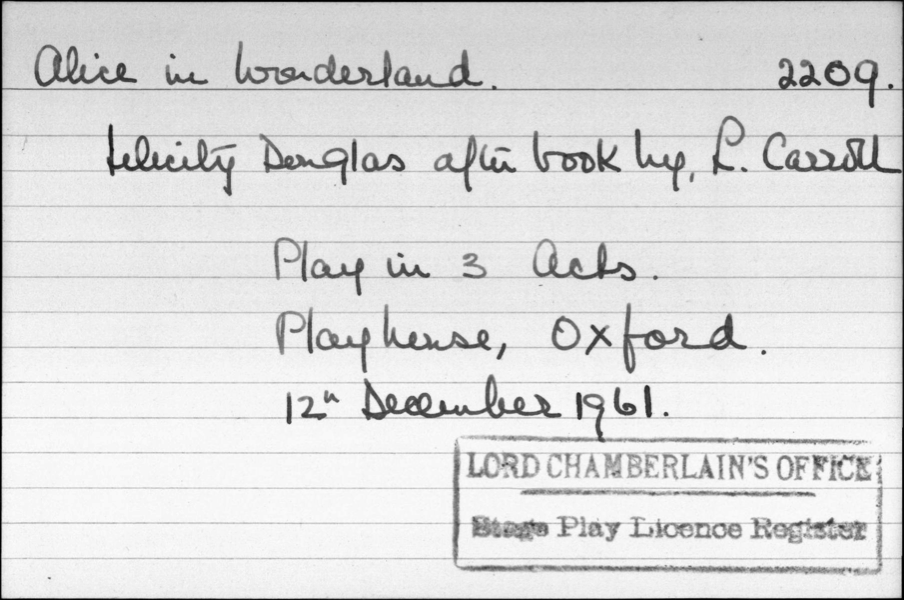 Alice in Wonderland. 2209.
Felicity Douglas after book by, L. Carroll
Play in 3 Acts.
Playhouse, Oxford.
12th December 1961.
LORD CHAMBERLAIN'S OFFICE
Stage Play Licence Register